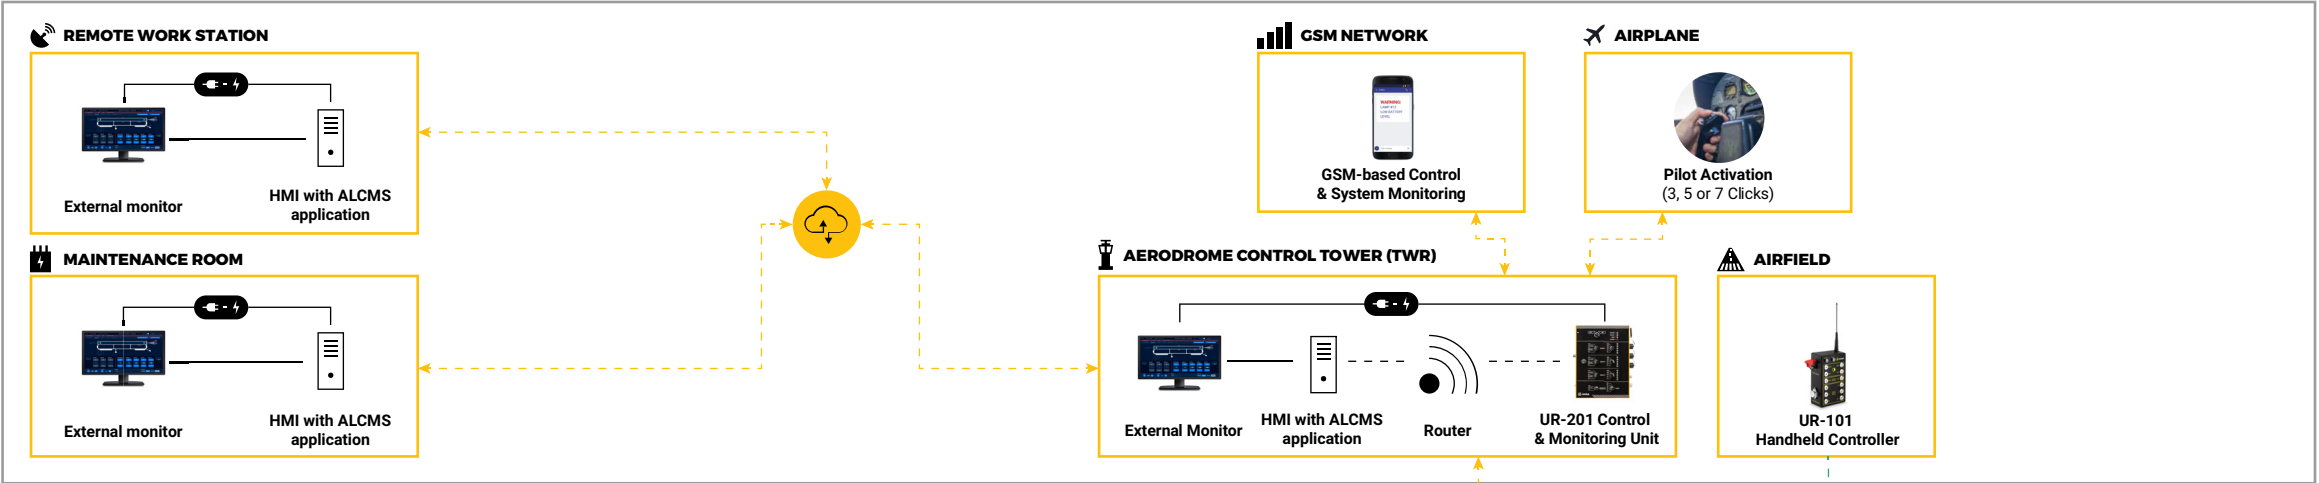 REMOTE WORK STATION
External monitor
HMI with ALCMS
application
MAINTENANCE ROOM
External monitor
HMI with ALCMS
application
GSM NETWORK
WARNING:
GSM-based Control
& System Monitoring
AIRPLANE
Pilot Activation
(3, 5 or 7 Clicks)
AERODROME CONTROL TOWER (TWR)
External Monitor
HMI with ALCMS
application
Router
UR-201 Control
& Monitoring Unit
AIRFIELD
UR-101
Handheld Controller